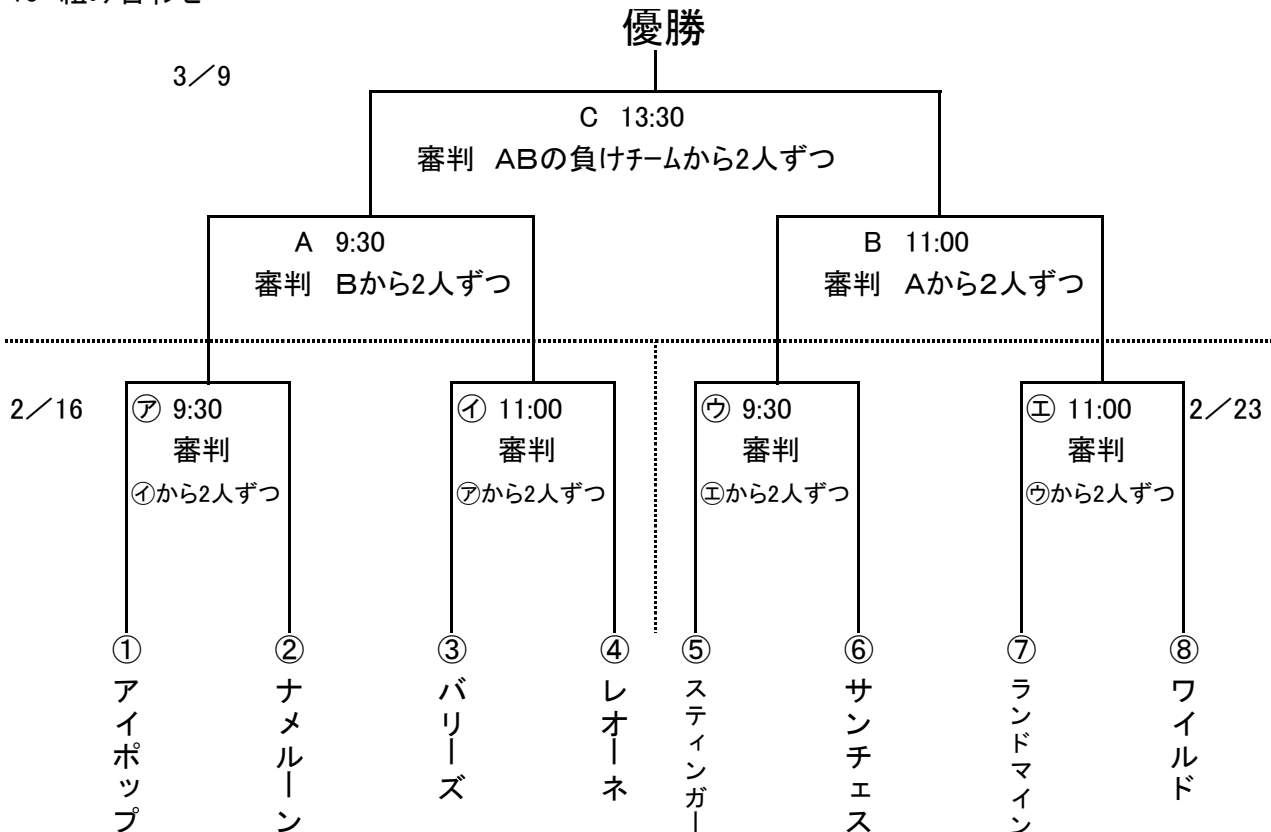 優勝
3／9
C 13:30
審判 ABの負けチームから2人ずつ
A 9:30
審判 Bから2人ずつ
B 11:00
審判 Aから2人ずつ
2／16
㋐ 9:30
審判
㋑から2人ずつ
㋑ 11:00
審判
㋐から2人ずつ
㋒ 9:30
審判
㋓から2人ずつ
㋓ 11:00
審判
㋒から2人ずつ
2／23
①
アイポップ
②
ナメルーン
③
バリーズ
④
レオーネ
⑤
スティンガー
⑥
サンチェス
⑦
ランドマイン
⑧
ワイルド